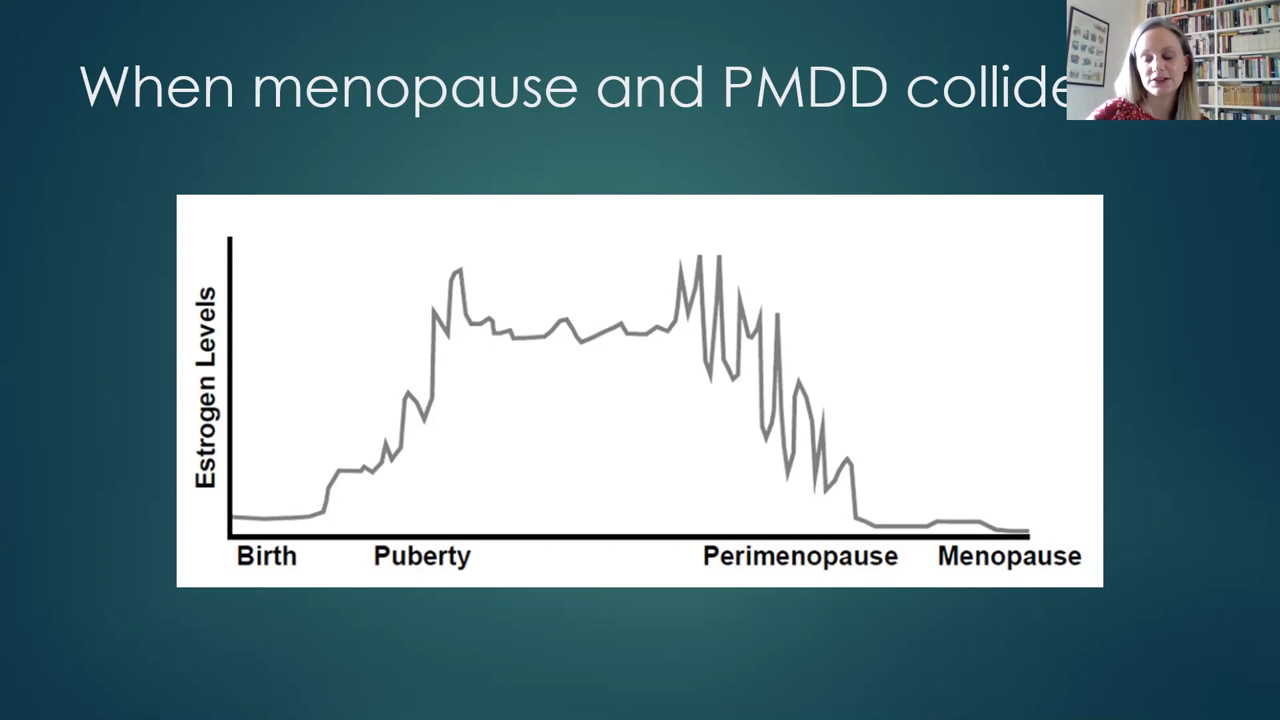 When menopause and PMDD collide
Estrogen Levels
Birth
Puberty
Perimenopause
Menopause